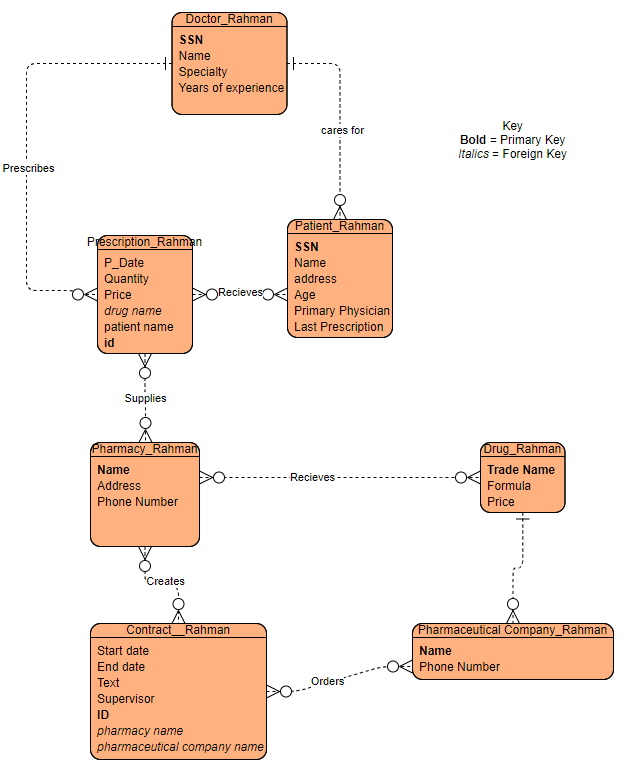 Doctor_Rahman
SSN
Name
Specialty
Years of experience
Key
Bold = Primary Key
Italics = Foreign Key
cares for
Prescribes
Patient_Rahman
SSN
Name
address
Age
Primary Physician
Last Prescription
Prescription_Rahman
P_Date
Quantity
Price
drug name
patient name
id
Recieves
Supplies
Pharmacy_Rahman
Name
Address
Phone Number
Recieves
Drug_Rahman
Trade Name
Formula
Price
Creates
Contract__Rahman
Start date
End date
Text
Supervisor
ID
pharmacy name
pharmaceutical company name
Orders
Pharmaceutical Company_Rahman
Name
Phone Number